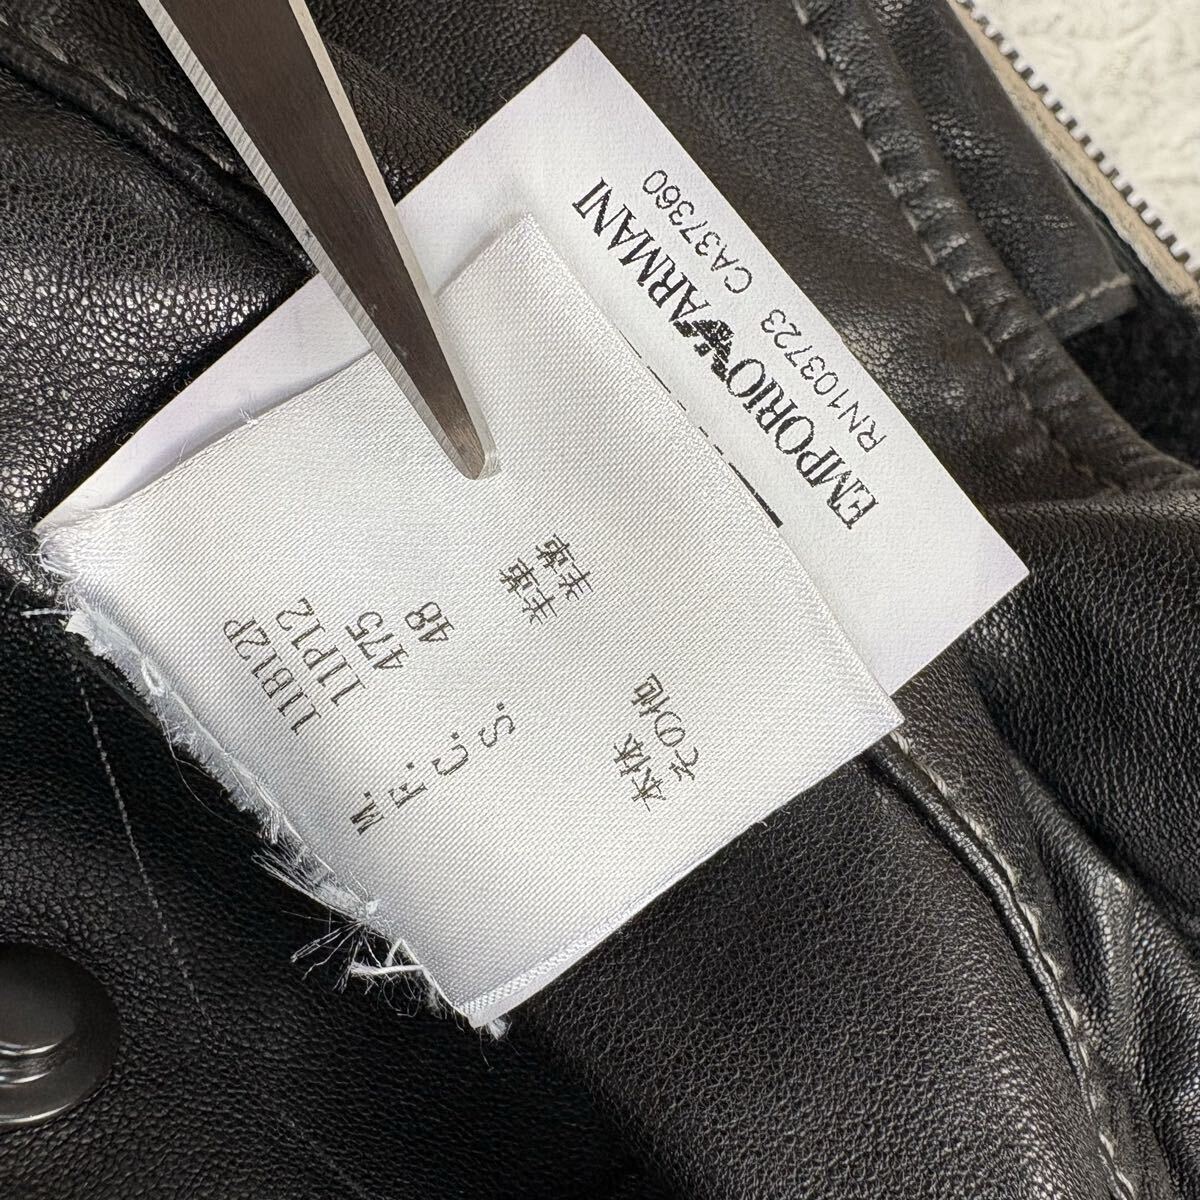 EMPORIO ARMANI
RN103723 CA37360
M. 11B12P
F. 11P12
C. 475
S. 48
本体 羊革
その他 羊革